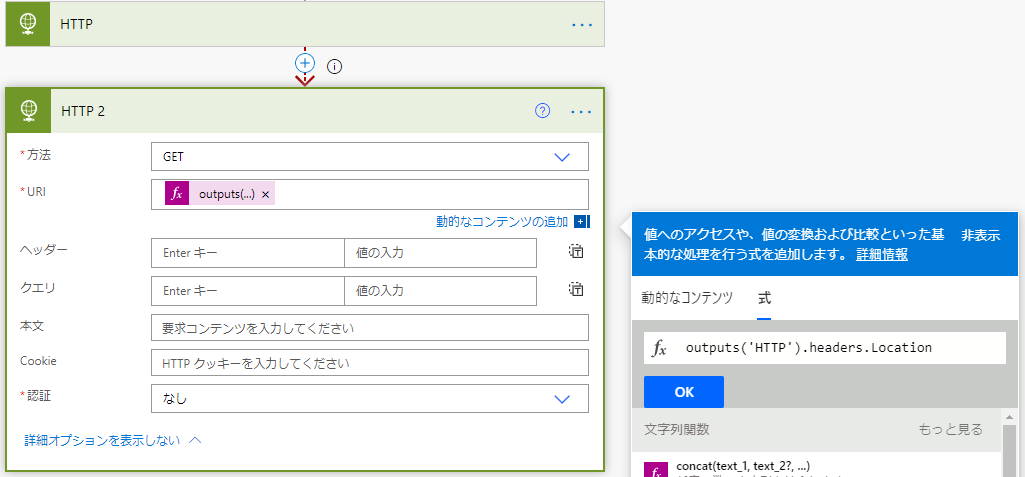 HTTP
HTTP 2
* 方法
GET
* URI
fx outputs(...) ×
動的なコンテンツの追加
ヘッダー
Enter キー
値の入力
クエリ
Enter キー
値の入力
本文
要求コンテンツを入力してください
Cookie
HTTP クッキーを入力してください
* 認証
なし
詳細オプションを表示しない
値へのアクセスや、値の変換および比較といった基
本的な処理を行う式を追加します。 詳細情報
非表示
動的なコンテンツ
式
fx outputs('HTTP').headers.Location
OK
文字列関数
もっと見る
fx concat(text_1, text_2?, ...)